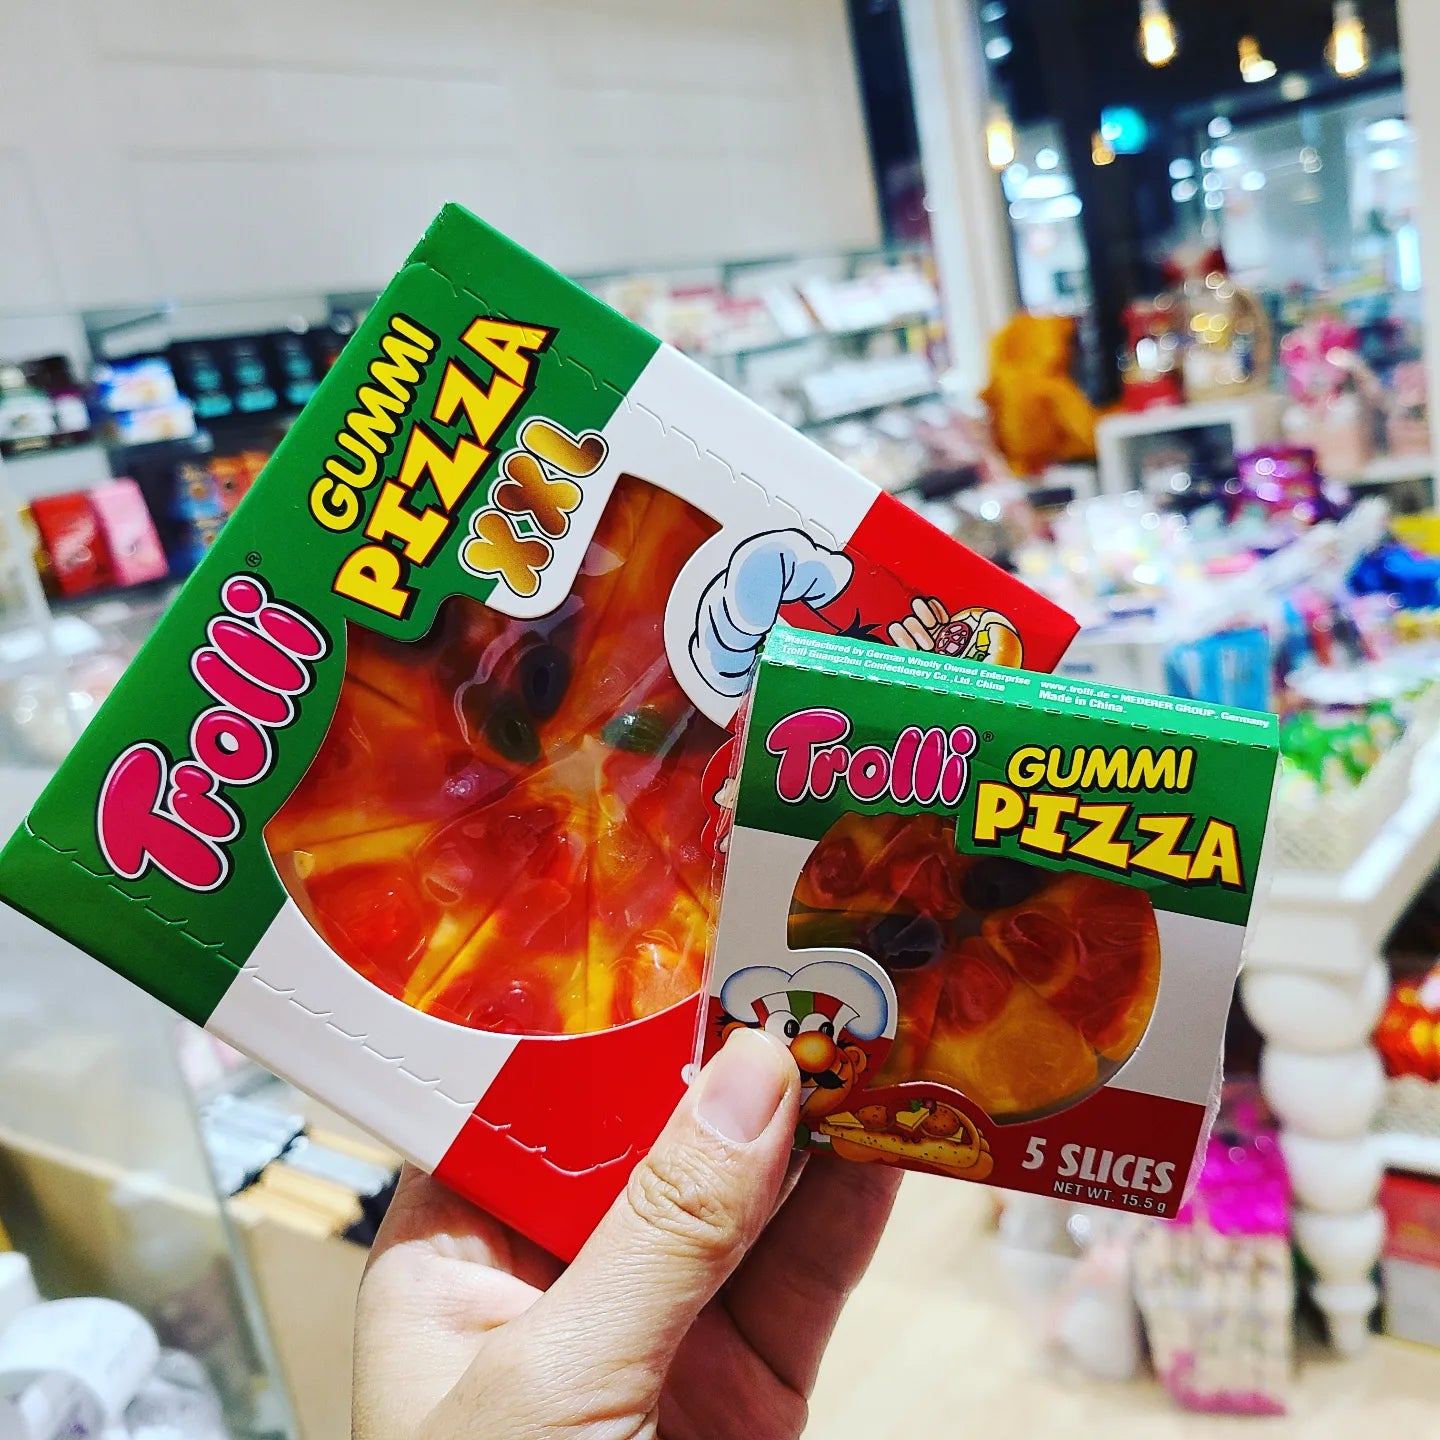 Trolli®
GUMMI
PIZZA
XXL
Manufactured by German Wholly Owned Enterprise
Trolli Guangzhou Confectionery Co., Ltd. China
www.trolli.de • MEDERER GROUP, Germany
Made in China.
Trolli®
GUMMI
PIZZA
5 SLICES
NET WT. 15.5 g